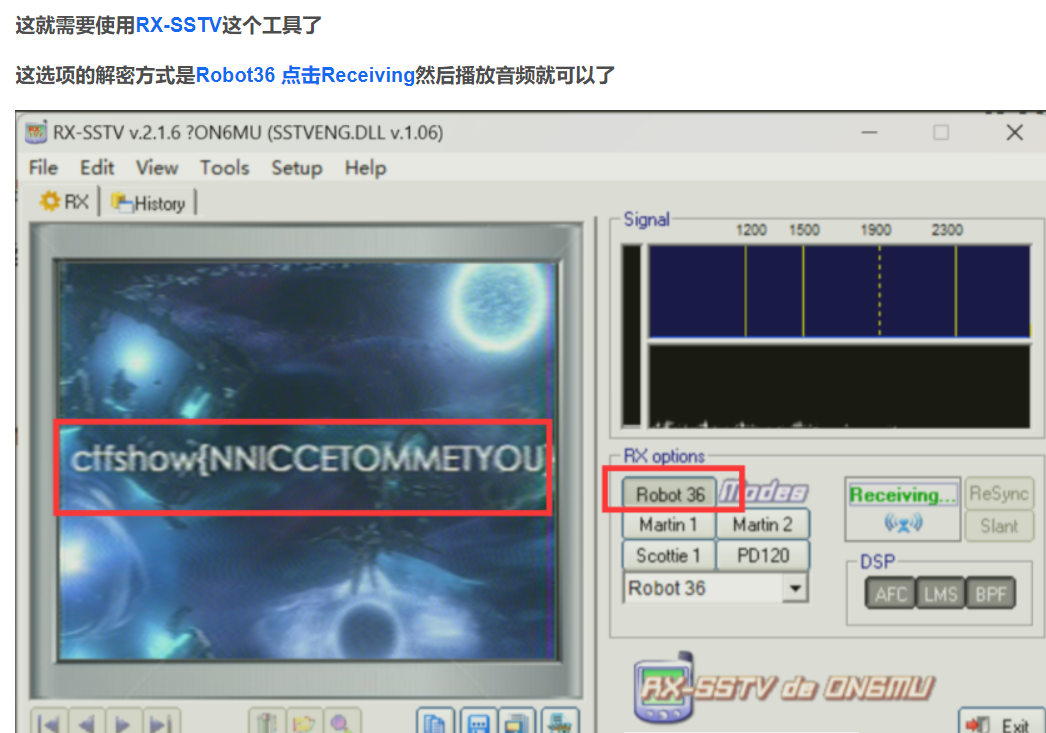 这就需要使用RX-SSTV这个工具了
这选项的解密方式是Robot36 点击Receiving然后播放音频就可以了
RX-SSTV v.2.1.6 ?ON6MU (SSTVENG.DLL v.1.06)
File Edit View Tools Setup Help
RX History
Signal
1200 1500 1900 2300
ctfshow{NNICCETOMMETYOU}
RX options
Robot 36 Modes
Martin 1 Martin 2
Scottie 1 PD120
Robot 36
Receiving... ReSync
Slant
DSP
AFC LMS BPF
RX-SSTV de ON6MU
Exit